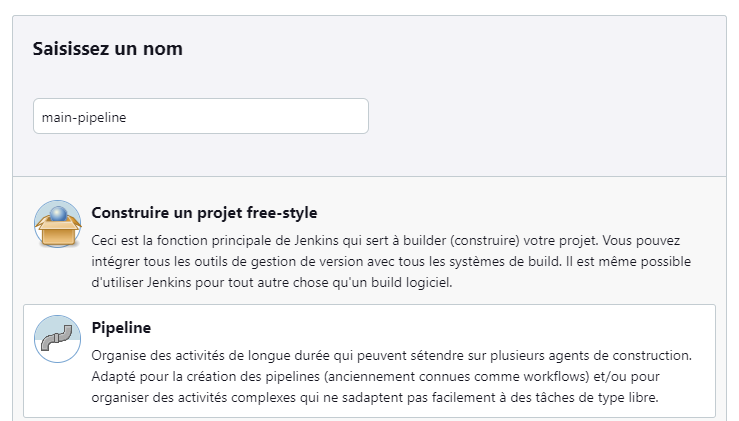 Saisissez un nom
main-pipeline
Construire un projet free-style
Ceci est la fonction principale de Jenkins qui sert à builder (construire) votre projet. Vous pouvez
intégrer tous les outils de gestion de version avec tous les systèmes de build. Il est même possible
d'utiliser Jenkins pour tout autre chose qu'un build logiciel.
Pipeline
Organise des activités de longue durée qui peuvent sétendre sur plusieurs agents de construction.
Adapté pour la création des pipelines (anciennement connues comme workflows) et/ou pour
organiser des activités complexes qui ne sadaptent pas facilement à des tâches de type libre.